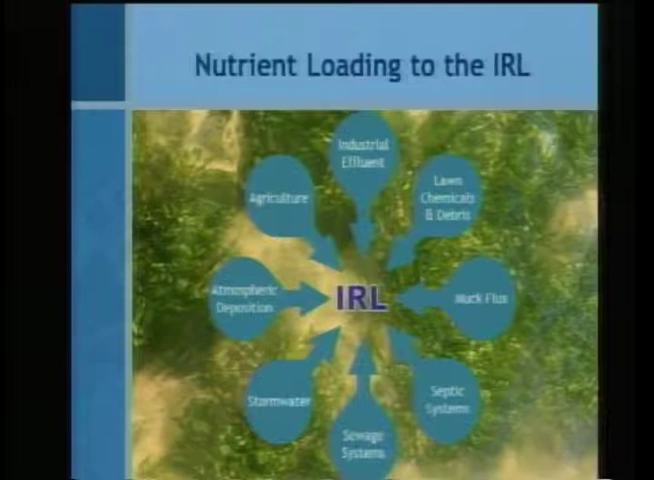 Nutrient Loading to the IRL
Industrial
Effluent
Lawn
Chemicals
& Debris
Agriculture
Atmospheric
Deposition
IRL
Muck Flux
Stormwater
Septic
Systems
Sewage
Systems